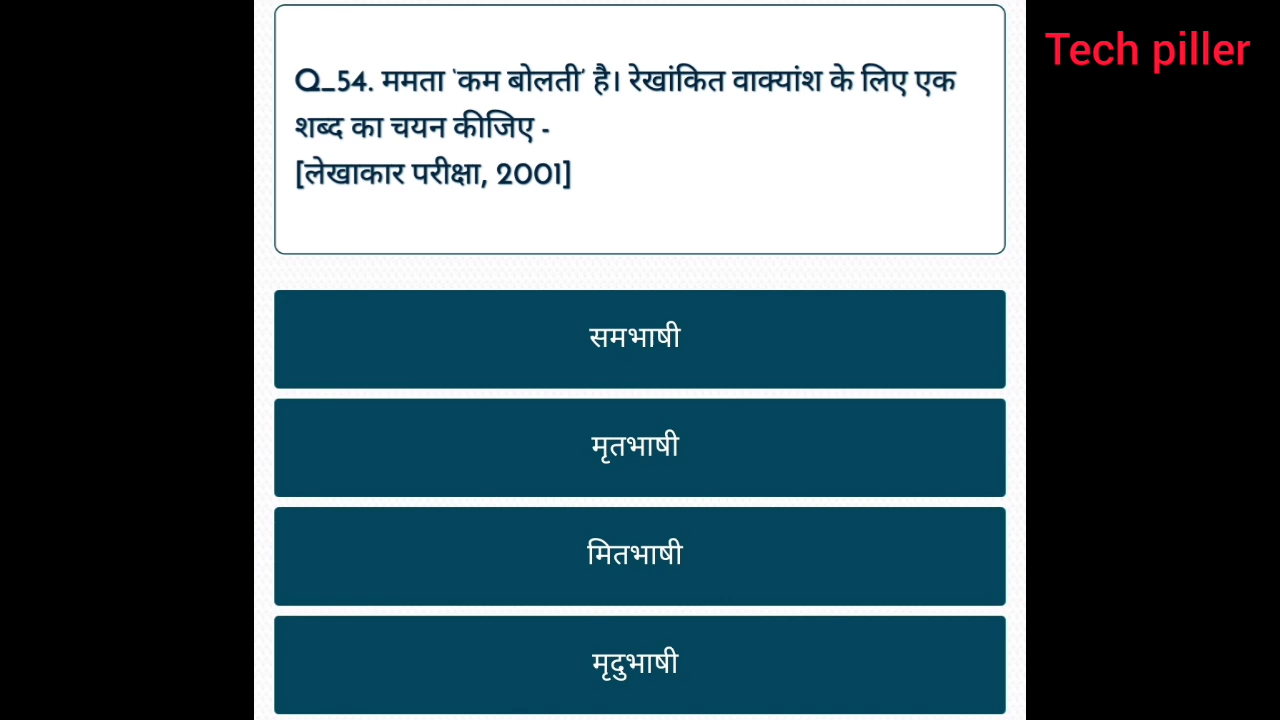 Tech piller
Q_54. ममता 'कम बोलती' है। रेखांकित वाक्यांश के लिए एक
शब्द का चयन कीजिए -
[लेखाकार परीक्षा, 2001]
समभाषी
मृतभाषी
मितभाषी
मृदुभाषी